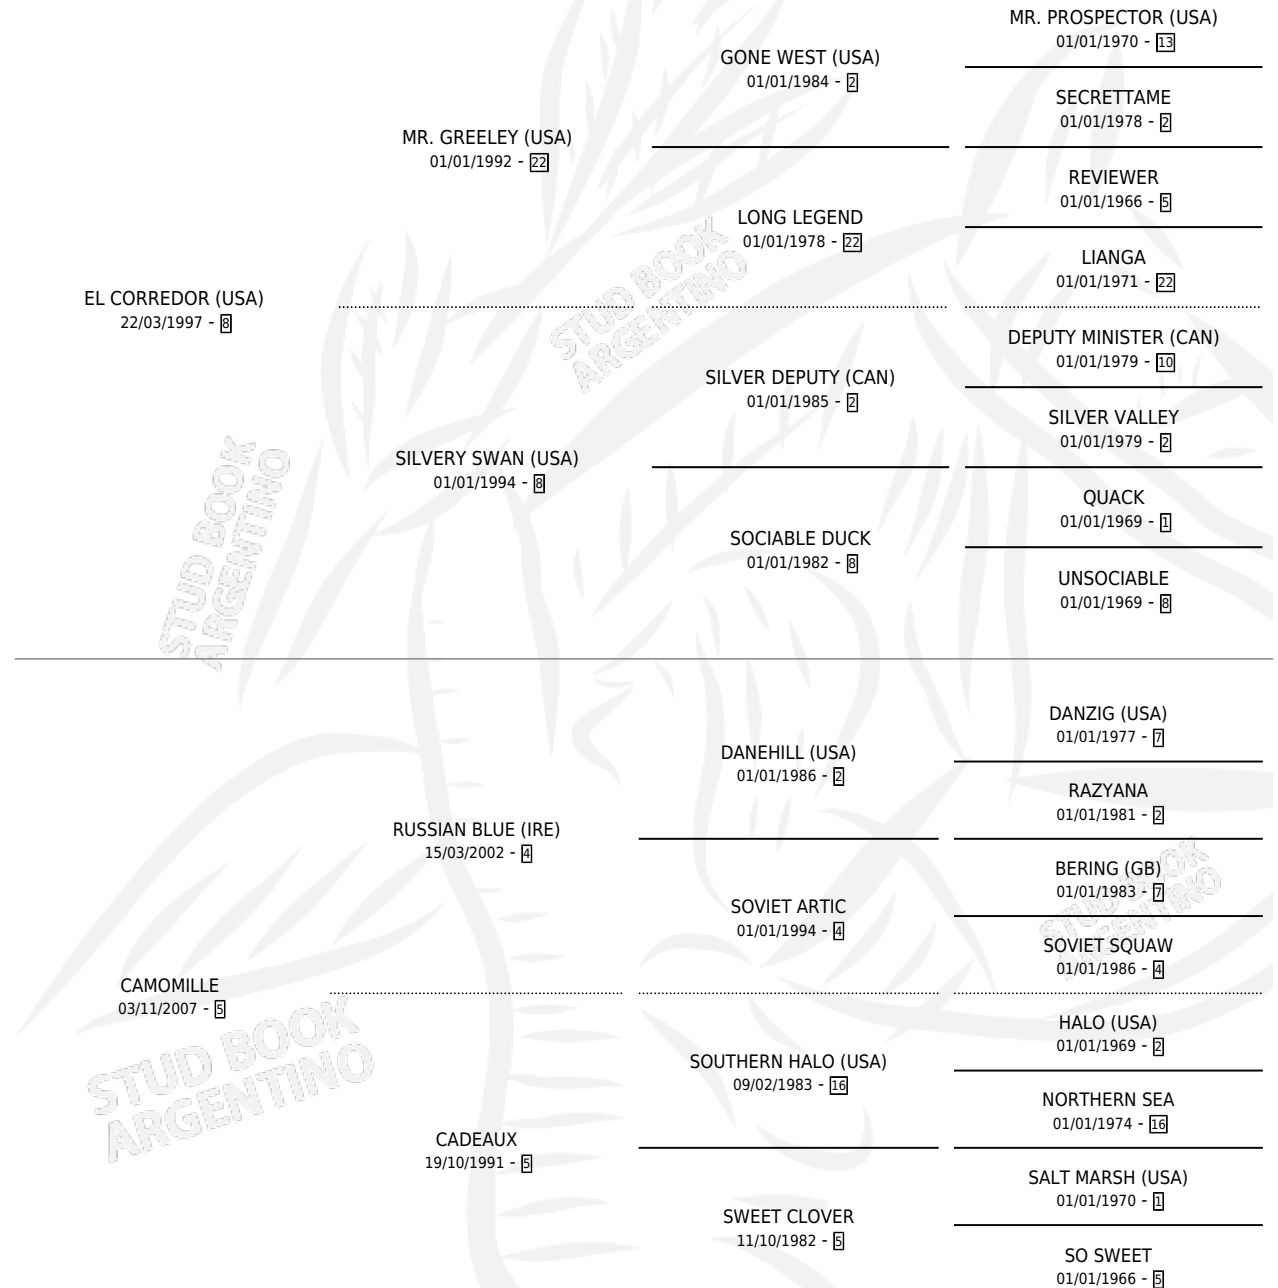 MR. PROSPECTOR (USA)
01/01/1970 - 13
GONE WEST (USA)
01/01/1984 - 2
SECRETTAME
01/01/1978 - 2
MR. GREELEY (USA)
01/01/1992 - 22
REVIEWER
01/01/1966 - 5
LONG LEGEND
01/01/1978 - 22
LIANGA
01/01/1971 - 22
EL CORREDOR (USA)
22/03/1997 - 8
DEPUTY MINISTER (CAN)
01/01/1979 - 10
SILVER DEPUTY (CAN)
01/01/1985 - 2
SILVER VALLEY
01/01/1979 - 2
SILVERY SWAN (USA)
01/01/1994 - 8
QUACK
01/01/1969 - 1
SOCIABLE DUCK
01/01/1982 - 8
UNSOCIABLE
01/01/1969 - 8
DANZIG (USA)
01/01/1977 - 7
DANEHILL (USA)
01/01/1986 - 2
RAZYANA
01/01/1981 - 2
RUSSIAN BLUE (IRE)
15/03/2002 - 4
BERING (GB)
01/01/1983 - 7
SOVIET ARTIC
01/01/1994 - 4
SOVIET SQUAW
01/01/1986 - 4
CAMOMILLE
03/11/2007 - 5
HALO (USA)
01/01/1969 - 2
SOUTHERN HALO (USA)
09/02/1983 - 16
NORTHERN SEA
01/01/1974 - 16
CADEAUX
19/10/1991 - 5
SALT MARSH (USA)
01/01/1970 - 1
SWEET CLOVER
11/10/1982 - 5
SO SWEET
01/01/1966 - 5
STUD BOOK
ARGENTINO
STUD BOOK
ARGENTINO
STUD BOOK
ARGENTINO
STUD BOOK
ARGENTINO